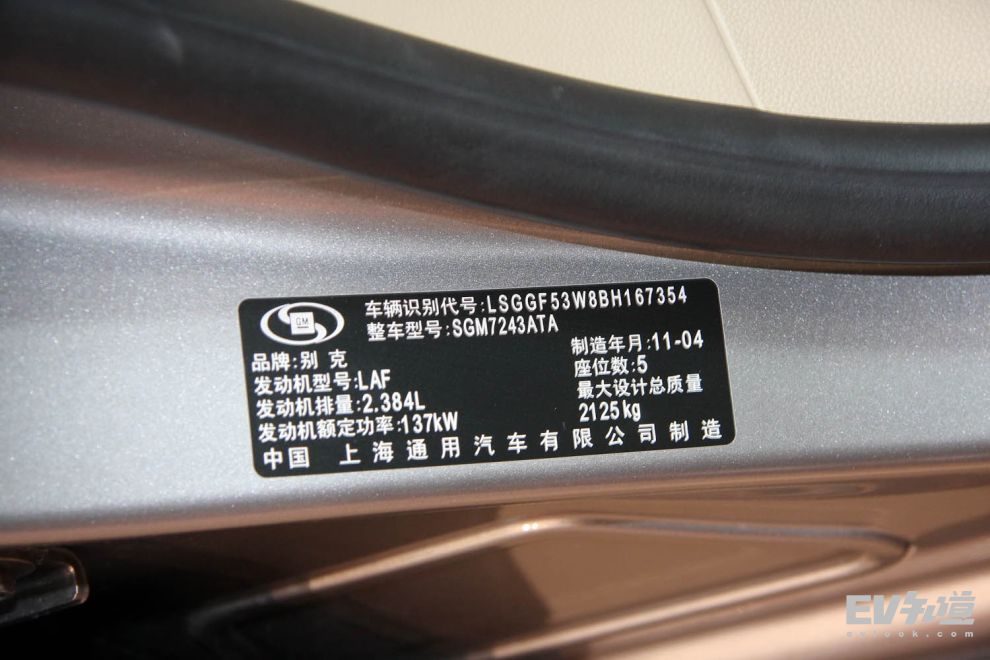 GM
车辆识别代号:LSGGF53W8BH167354
整车型号:SGM7243ATA
品牌:别克
制造年月:11-04
发动机型号:LAF
座位数:5
发动机排量:2.384L
最大设计总质量
发动机额定功率:137kW
2125kg
中国 上海通用汽车有限公司制造
EV知道
evlook.com